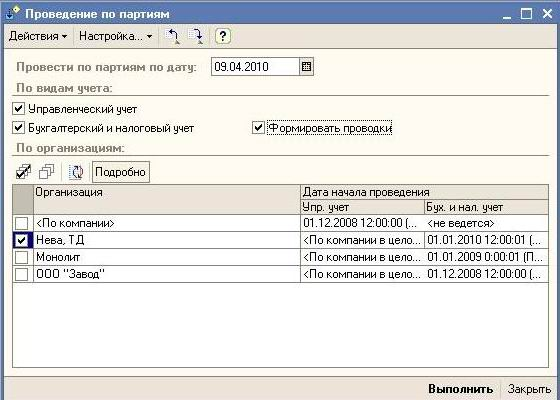 Проведение по партиям
Действия Настройка...
Провести по партиям по дату: 09.04.2010
По видам учета:
Управленческий учет
Бухгалтерский и налоговый учет Формировать проводки
По организациям:
Подробно
Организация Дата начала проведения
Упр. учет Бух. и нал. учет
<По компании> 01.12.2008 12:00:00 (... <не ведется>
Нева, ТД <По компании в цело... 01.01.2010 12:00:01 (...
Монолит <По компании в цело... 01.01.2009 0:00:01 (П...
ООО "Завод" <По компании в цело... 01.12.2008 12:00:00 (...
Выполнить Закрыть